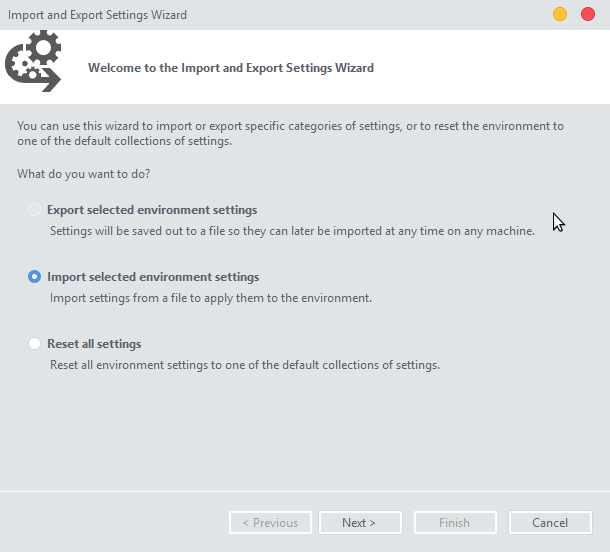 Import and Export Settings Wizard
Welcome to the Import and Export Settings Wizard
You can use this wizard to import or export specific categories of settings, or to reset the environment to
one of the default collections of settings.
What do you want to do?
Export selected environment settings
Settings will be saved out to a file so they can later be imported at any time on any machine.
Import selected environment settings
Import settings from a file to apply them to the environment.
Reset all settings
Reset all environment settings to one of the default collections of settings.
< Previous Next > Finish Cancel